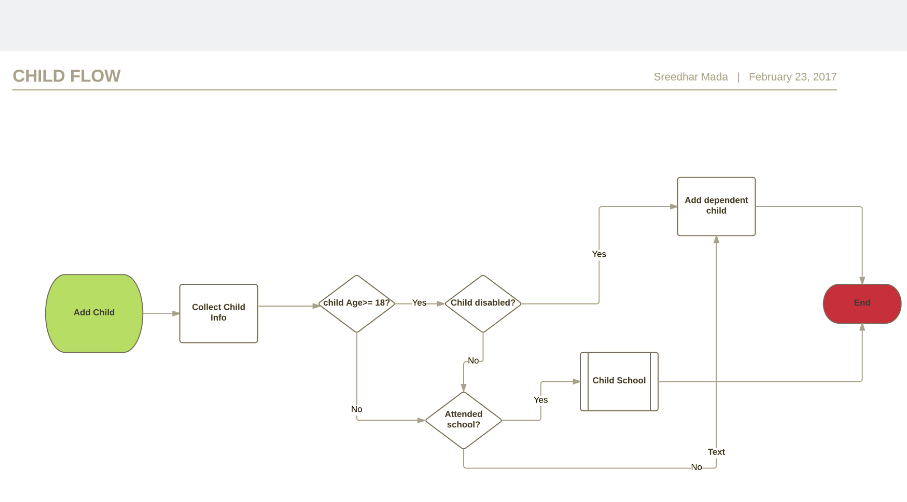 CHILD FLOW
Sreedhar Mada | February 23, 2017
Add dependent
child
Yes
Add Child
Collect Child
Info
child Age>= 18?
Yes
Child disabled?
End
No
Child School
Yes
No
Attended
school?
Text
No